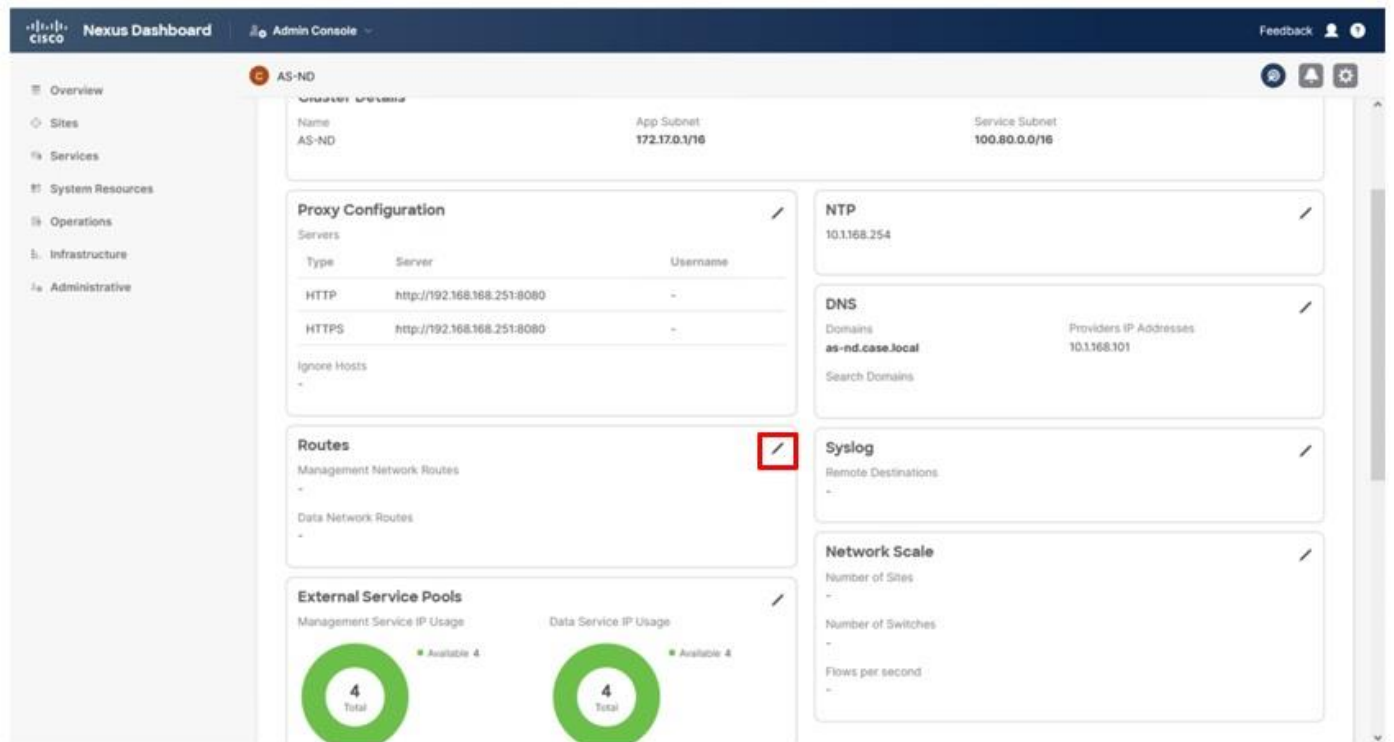 cisco Nexus Dashboard Admin Console Feedback
AS-ND
Overview
Sites
Services
System Resources
Operations
Infrastructure
Administrative
Cluster Details
Name App Subnet Service Subnet
AS-ND 172.17.0.1/16 100.80.0.0/16
Proxy Configuration
Servers
Type Server Username
HTTP http://192.168.168.251:8080 -
HTTPS http://192.168.168.251:8080 -
Ignore Hosts
-
NTP
10.1.168.254
DNS
Domains Providers IP Addresses
as-nd.case.local 10.1.168.101
Search Domains
Routes
Management Network Routes
-
Data Network Routes
-
Syslog
Remote Destinations
-
External Service Pools
Management Service IP Usage Data Service IP Usage
Available 4 Available 4
4 4
Total Total
Network Scale
Number of Sites
-
Number of Switches
-
Flows per second
-